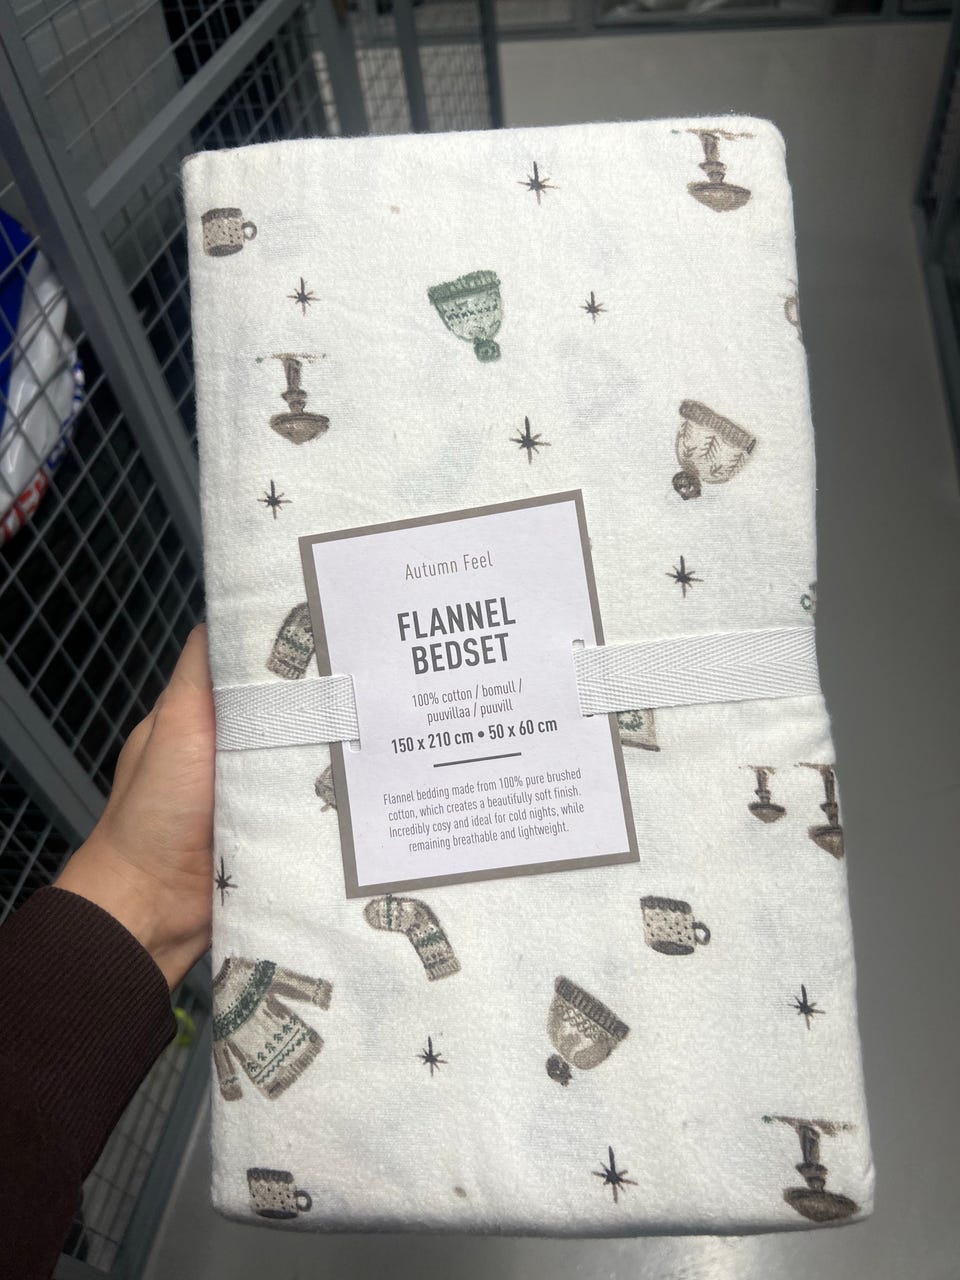 Autumn Feel
FLANNEL
BEDSET
100% cotton / bomull /
puuvillaa / puuvill
150 x 210 cm • 50 x 60 cm
Flannel bedding made from 100% pure brushed
cotton, which creates a beautifully soft finish.
Incredibly cosy and ideal for cold nights, while
remaining breathable and lightweight.